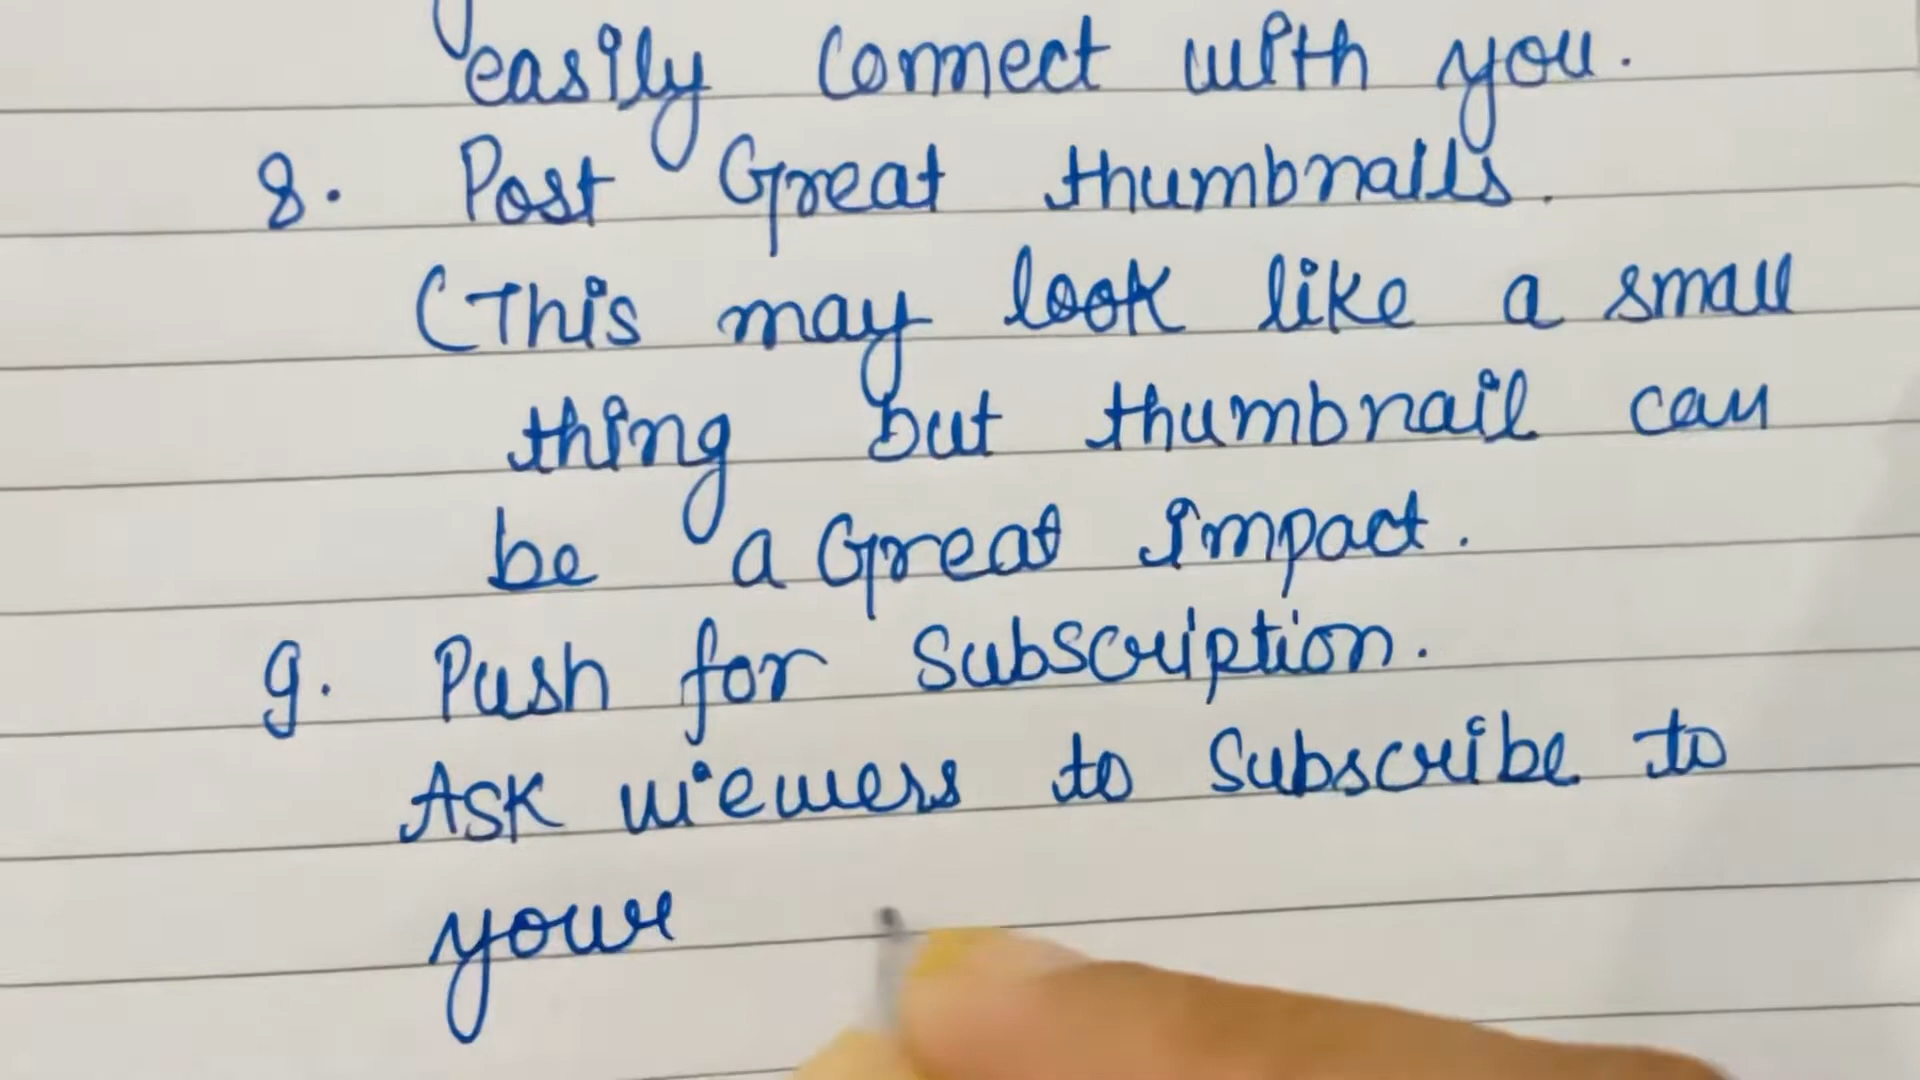 easily connect with you.
8. Post Great thumbnails.
(This may look like a small
thing but thumbnail can
be a Great impact.
9. Push for Subscription.
Ask viewers to Subscribe to
your